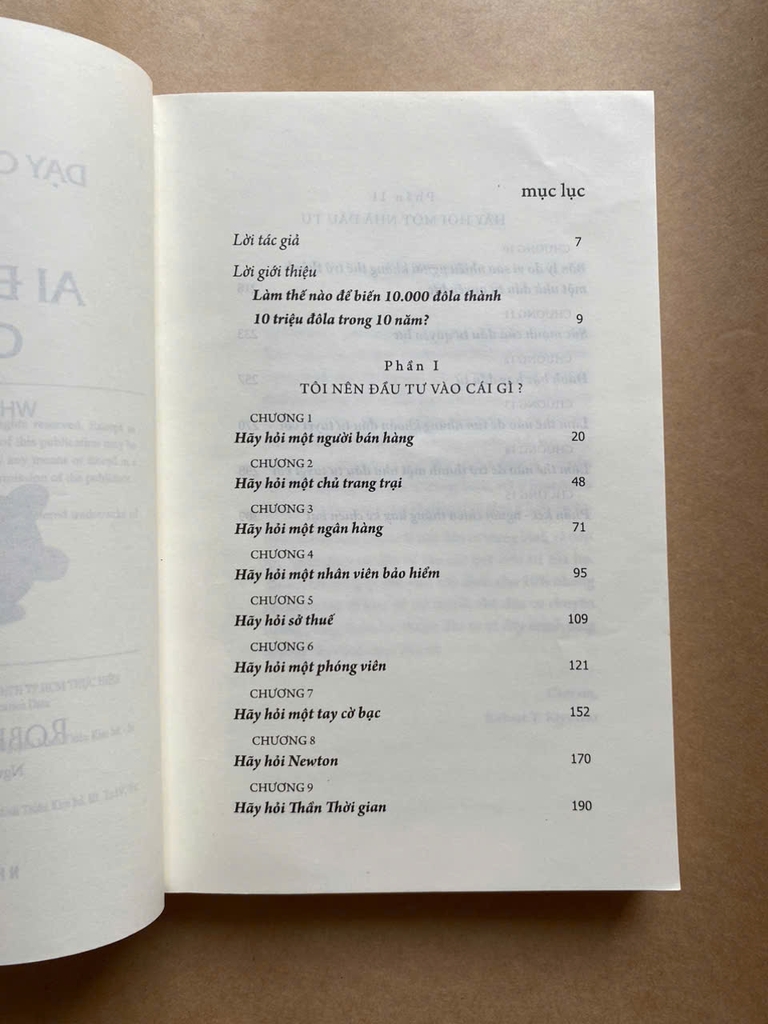 mục lục
Lời tác giả 7
Lời giới thiệu
Làm thế nào để biến 10.000 đôla thành
10 triệu đôla trong 10 năm? 9
Phần I
TÔI NÊN ĐẦU TƯ VÀO CÁI GÌ?
CHƯƠNG 1
Hãy hỏi một người bán hàng 20
CHƯƠNG 2
Hãy hỏi một chủ trang trại 48
CHƯƠNG 3
Hãy hỏi một ngân hàng 71
CHƯƠNG 4
Hãy hỏi một nhân viên bảo hiểm 95
CHƯƠNG 5
Hãy hỏi sở thuế 109
CHƯƠNG 6
Hãy hỏi một phóng viên 121
CHƯƠNG 7
Hãy hỏi một tay cờ bạc 152
CHƯƠNG 8
Hãy hỏi Newton 170
CHƯƠNG 9
Hãy hỏi Thần Thời gian 190